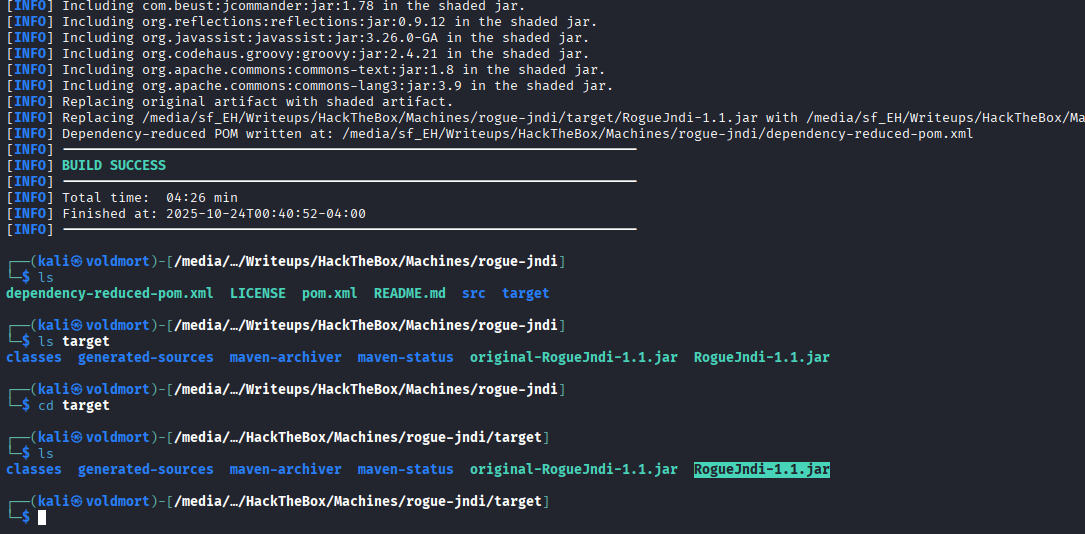 [INFO] Including com.beust:jcommander:jar:1.78 in the shaded jar.
[INFO] Including org.reflections:reflections:jar:0.9.12 in the shaded jar.
[INFO] Including org.javassist:javassist:jar:3.26.0-GA in the shaded jar.
[INFO] Including org.codehaus.groovy:groovy:jar:2.4.21 in the shaded jar.
[INFO] Including org.apache.commons:commons-text:jar:1.8 in the shaded jar.
[INFO] Including org.apache.commons:commons-lang3:jar:3.9 in the shaded jar.
[INFO] Replacing original artifact with shaded artifact.
[INFO] Replacing /media/sf_EH/Writeups/HackTheBox/Machines/rogue-jndi/target/RogueJndi-1.1.jar with /media/sf_EH/Writeups/HackTheBox/Ma
[INFO] Dependency-reduced POM written at: /media/sf_EH/Writeups/HackTheBox/Machines/rogue-jndi/dependency-reduced-pom.xml
[INFO] ------------------------------------------------------------------------
[INFO] BUILD SUCCESS
[INFO] ------------------------------------------------------------------------
[INFO] Total time:  04:26 min
[INFO] Finished at: 2025-10-24T00:40:52-04:00
[INFO] ------------------------------------------------------------------------
┌──(kali㉿voldmort)-[/media/…/Writeups/HackTheBox/Machines/rogue-jndi]
└─$ ls
dependency-reduced-pom.xml  LICENSE  pom.xml  README.md  src  target
┌──(kali㉿voldmort)-[/media/…/Writeups/HackTheBox/Machines/rogue-jndi]
└─$ ls target
classes  generated-sources  maven-archiver  maven-status  original-RogueJndi-1.1.jar  RogueJndi-1.1.jar
┌──(kali㉿voldmort)-[/media/…/Writeups/HackTheBox/Machines/rogue-jndi]
└─$ cd target
┌──(kali㉿voldmort)-[/media/…/HackTheBox/Machines/rogue-jndi/target]
└─$ ls
classes  generated-sources  maven-archiver  maven-status  original-RogueJndi-1.1.jar  RogueJndi-1.1.jar
┌──(kali㉿voldmort)-[/media/…/HackTheBox/Machines/rogue-jndi/target]
└─$